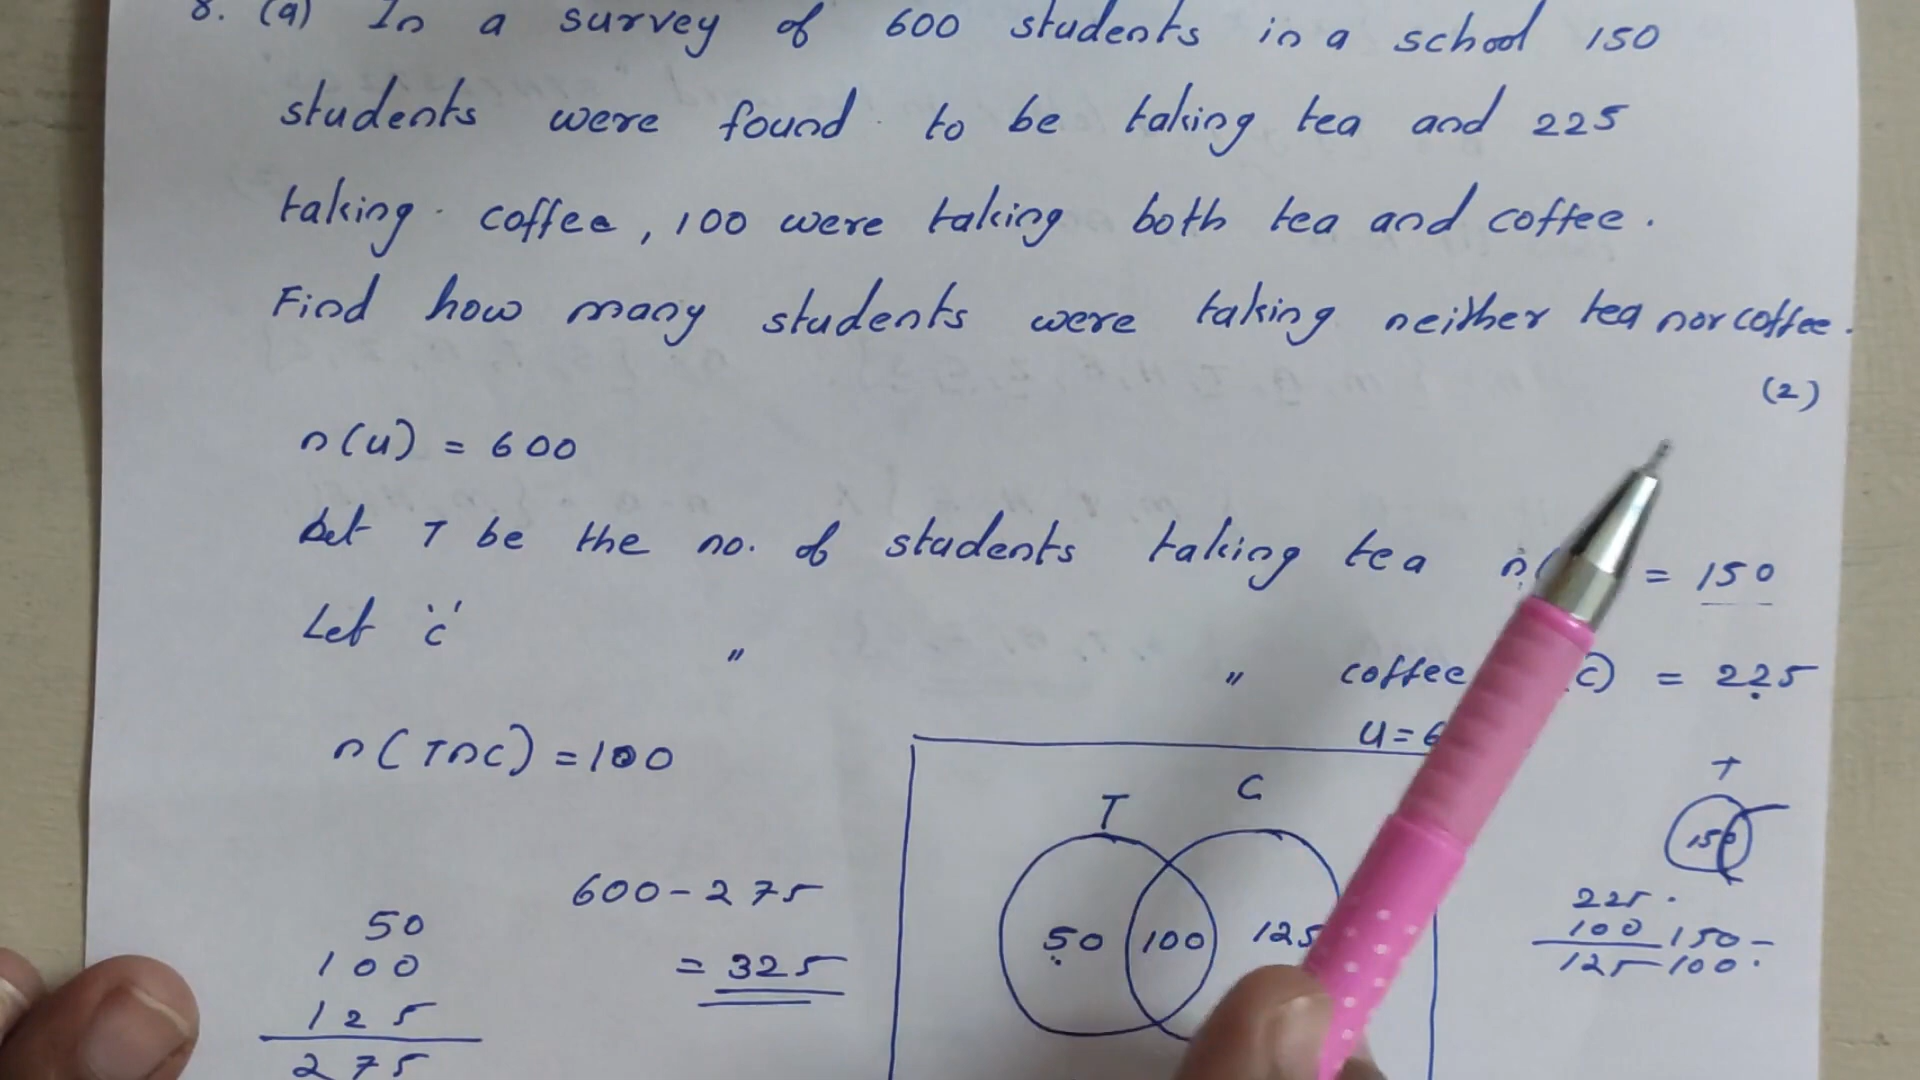 8. (a) In a survey of 600 students in a school 150
students were found to be taking tea and 225
taking coffee, 100 were taking both tea and coffee.
Find how many students were taking neither tea nor coffee.
(2)
n(u) = 600
Let T be the no. of students taking tea n( = 150
Let 'c' " " coffee c) = 225
n(T∩C) = 100
U = 6
T C
50 100 125
T
150
225
100
125
150 -
100
600 - 275
= 325
50
100
125
275